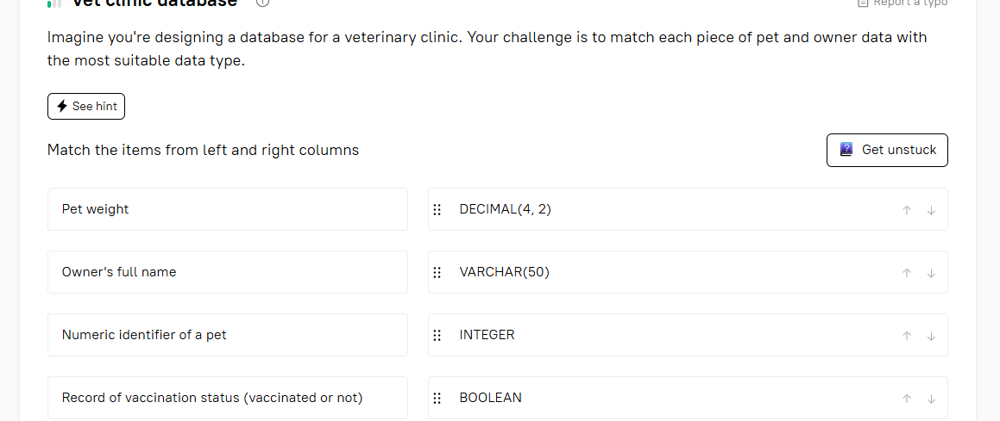 Vet clinic database
Report a typo
Imagine you're designing a database for a veterinary clinic. Your challenge is to match each piece of pet and owner data with
the most suitable data type.
See hint
Match the items from left and right columns
Get unstuck
Pet weight
DECIMAL(4, 2)
Owner's full name
VARCHAR(50)
Numeric identifier of a pet
INTEGER
Record of vaccination status (vaccinated or not)
BOOLEAN